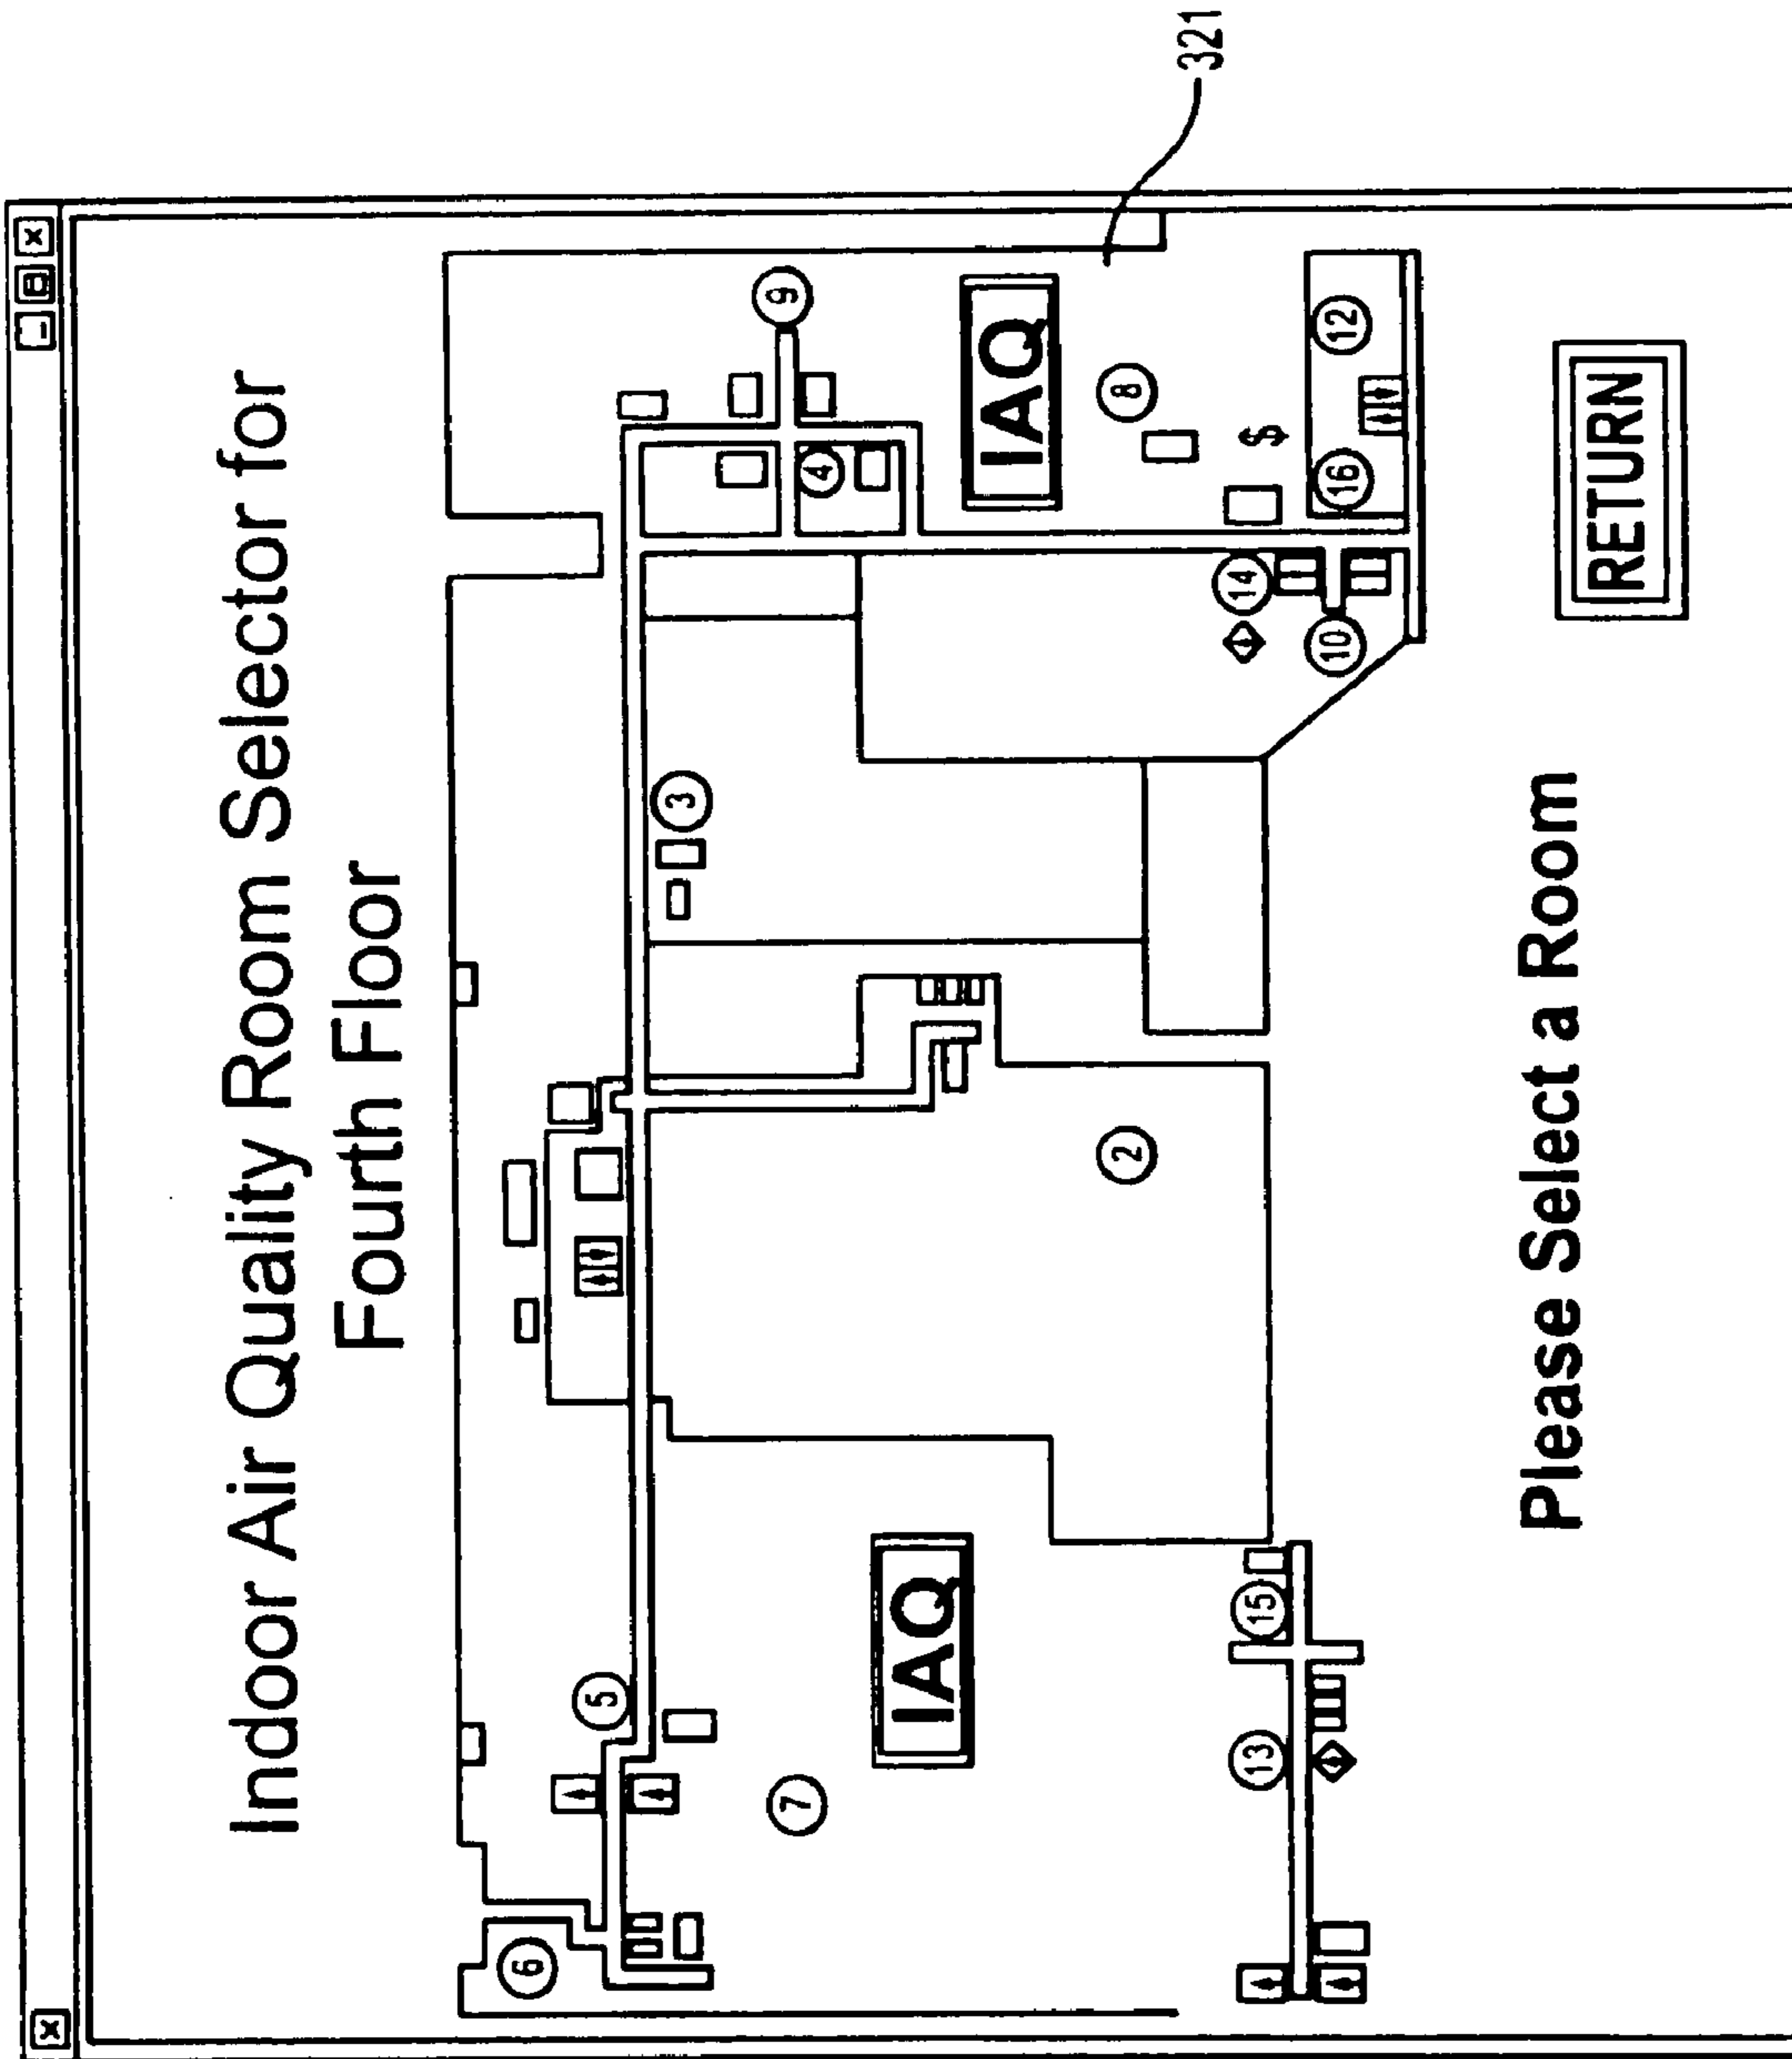 x
x
Indoor Air Quality Room Selector for
Fourth Floor
6
5
3
9
4
7
IAQ
IAQ
2
8
321
$
13
15
14
10
16
12
Please Select a Room
RETURN